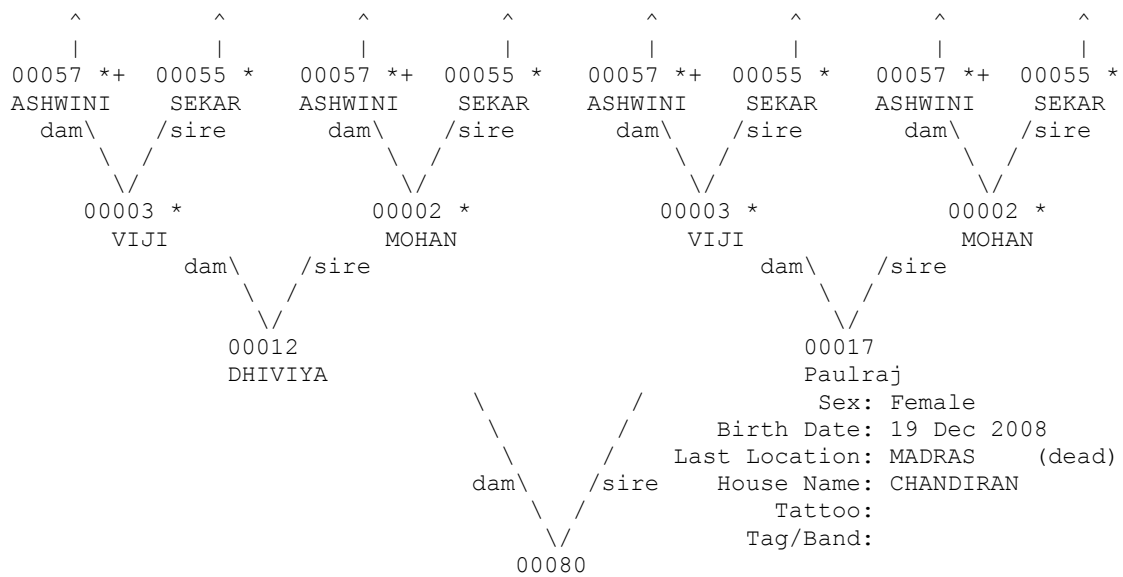 ^ ^ ^ ^ ^ ^ ^ ^
| | | | | | | |
00057 *+ 00055 * 00057 *+ 00055 * 00057 *+ 00055 * 00057 *+ 00055 *
ASHWINI SEKAR ASHWINI SEKAR ASHWINI SEKAR ASHWINI SEKAR
dam\ /sire dam\ /sire dam\ /sire dam\ /sire
\ / \ / \ / \ /
\/ \/ \/ \/
00003 * 00002 * 00003 * 00002 *
VIJI MOHAN VIJI MOHAN
dam\ /sire dam\ /sire
\ / \ /
\/ \/
00012 00017
DHIVIYA Paulraj
\ / Sex: Female
\ / Birth Date: 19 Dec 2008
\ / Last Location: MADRAS (dead)
dam\ /sire House Name: CHANDIRAN
\ / Tattoo:
\/ Tag/Band:
00080